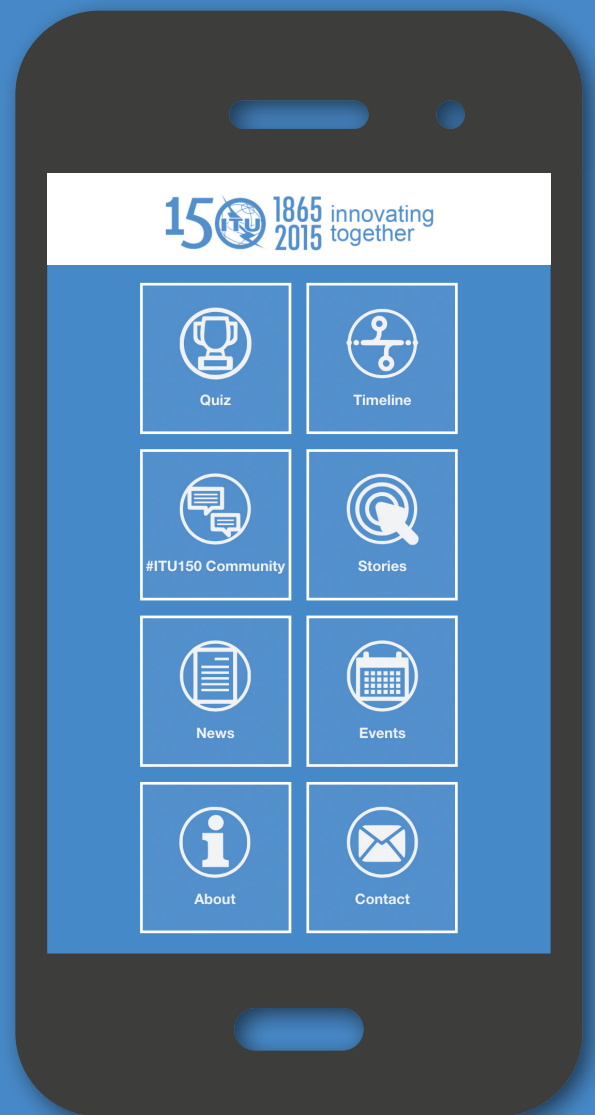 150 ITU 1865 2015 innovating together
Quiz
Timeline
#ITU150 Community
Stories
News
Events
About
Contact